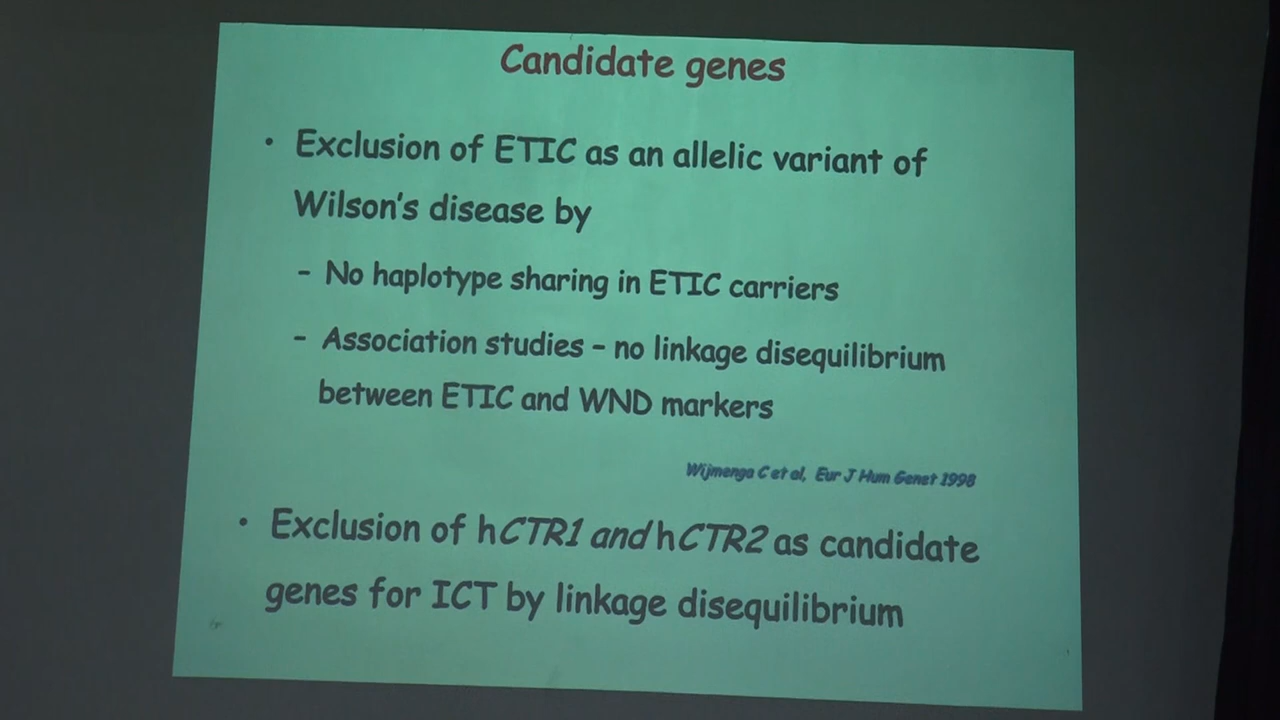 Candidate genes
• Exclusion of ETIC as an allelic variant of
Wilson's disease by
- No haplotype sharing in ETIC carriers
- Association studies – no linkage disequilibrium
between ETIC and WND markers
Wijmenga C et al, Eur J Hum Genet 1998
• Exclusion of hCTR1 and hCTR2 as candidate
genes for ICT by linkage disequilibrium